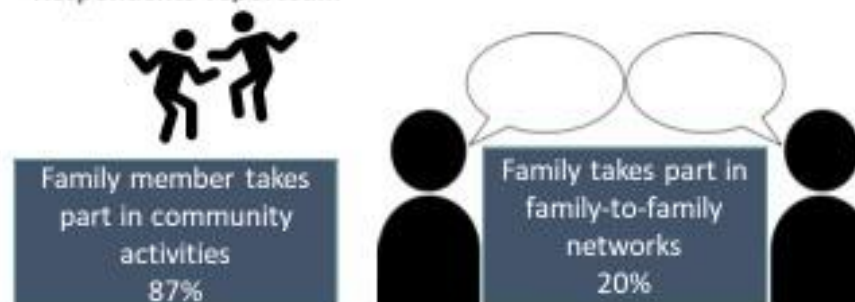 Family member takes
part in community
activities
87%
Family takes part in
family-to-family
networks
20%